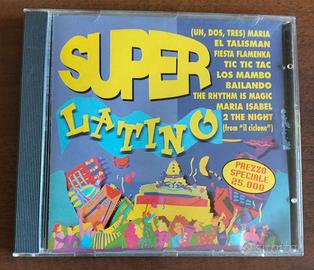 SUPER
LATINO
(UN, DOS, TRES) MARIA
EL TALISMAN
FIESTA FLAMENKA
TIC TIC TAC
LOS MAMBO
BAILANDO
THE RHYTHM IS MAGIC
MARIA ISABEL
2 THE NIGHT
(from "il ciclone")
PREZZO
SPECIALE
25.000